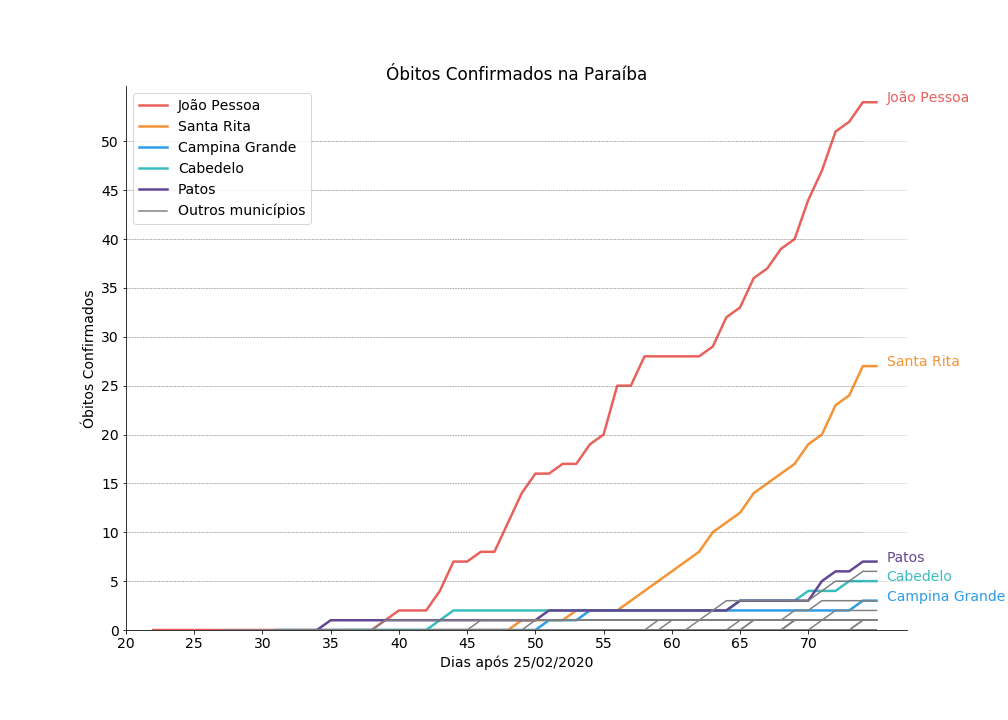 Óbitos Confirmados na Paraíba
João Pessoa
Santa Rita
Campina Grande
Cabedelo
Patos
Outros municípios
João Pessoa
Santa Rita
Patos
Cabedelo
Campina Grande
Óbitos Confirmados
50
45
40
35
30
25
20
15
10
5
0
20 25 30 35 40 45 50 55 60 65 70
Dias após 25/02/2020